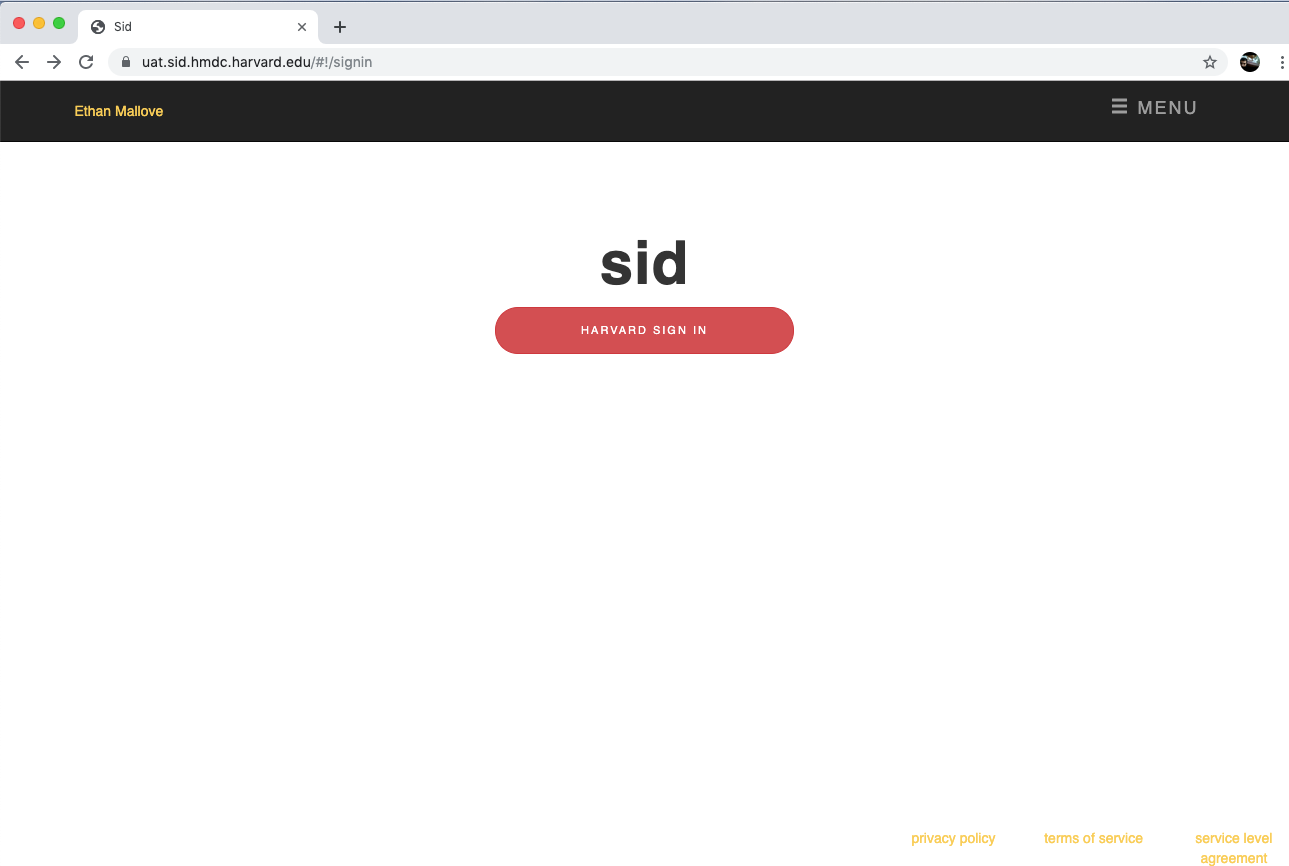 Sid
uat.sid.hmdc.harvard.edu/#!/signin
Ethan Mallove
MENU
sid
HARVARD SIGN IN
privacy policy
terms of service
service level
agreement